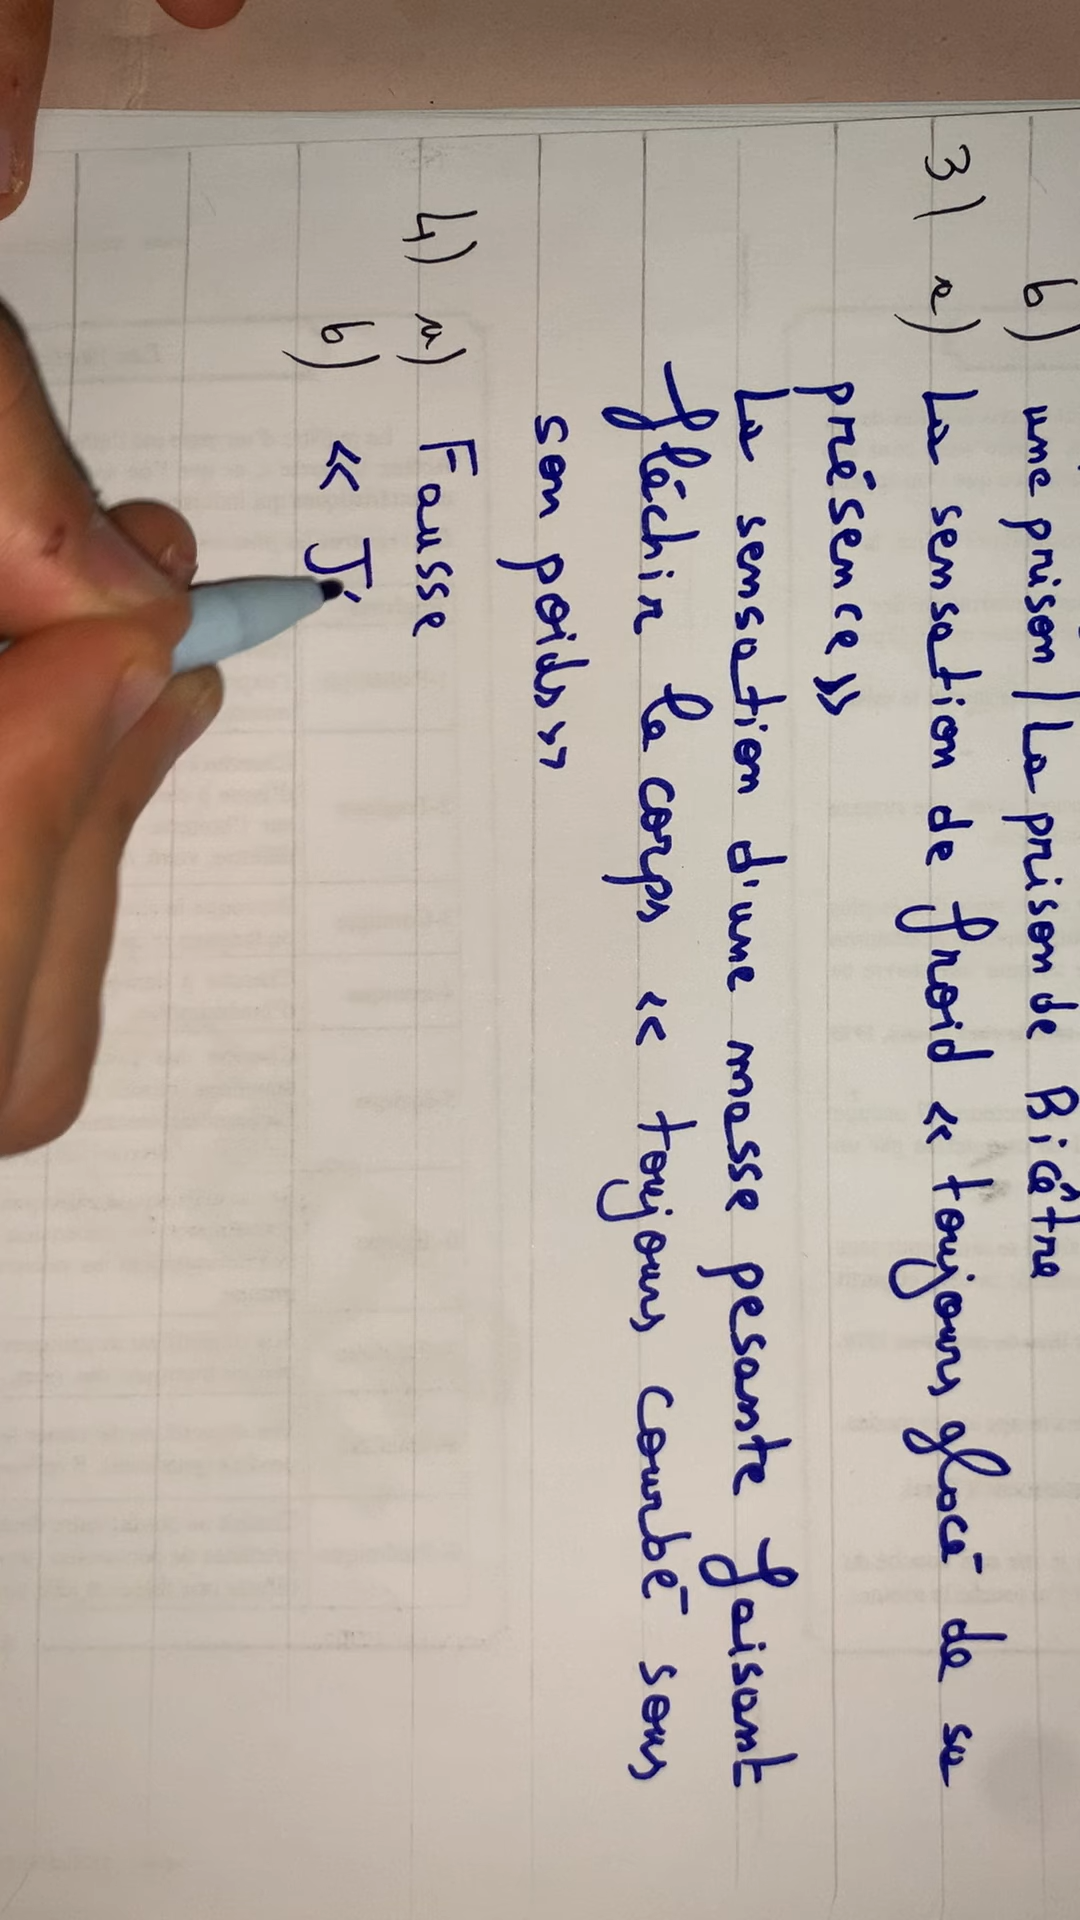 b) une prison / La prison de Bicêtre
3) a) La sensation de froid << toujours glacé de sa
présence >>
La sensation d'une masse pesante faisant
fléchir le corps << toujours courbé sous
son poids >>
4) a) Fausse
b) << J'